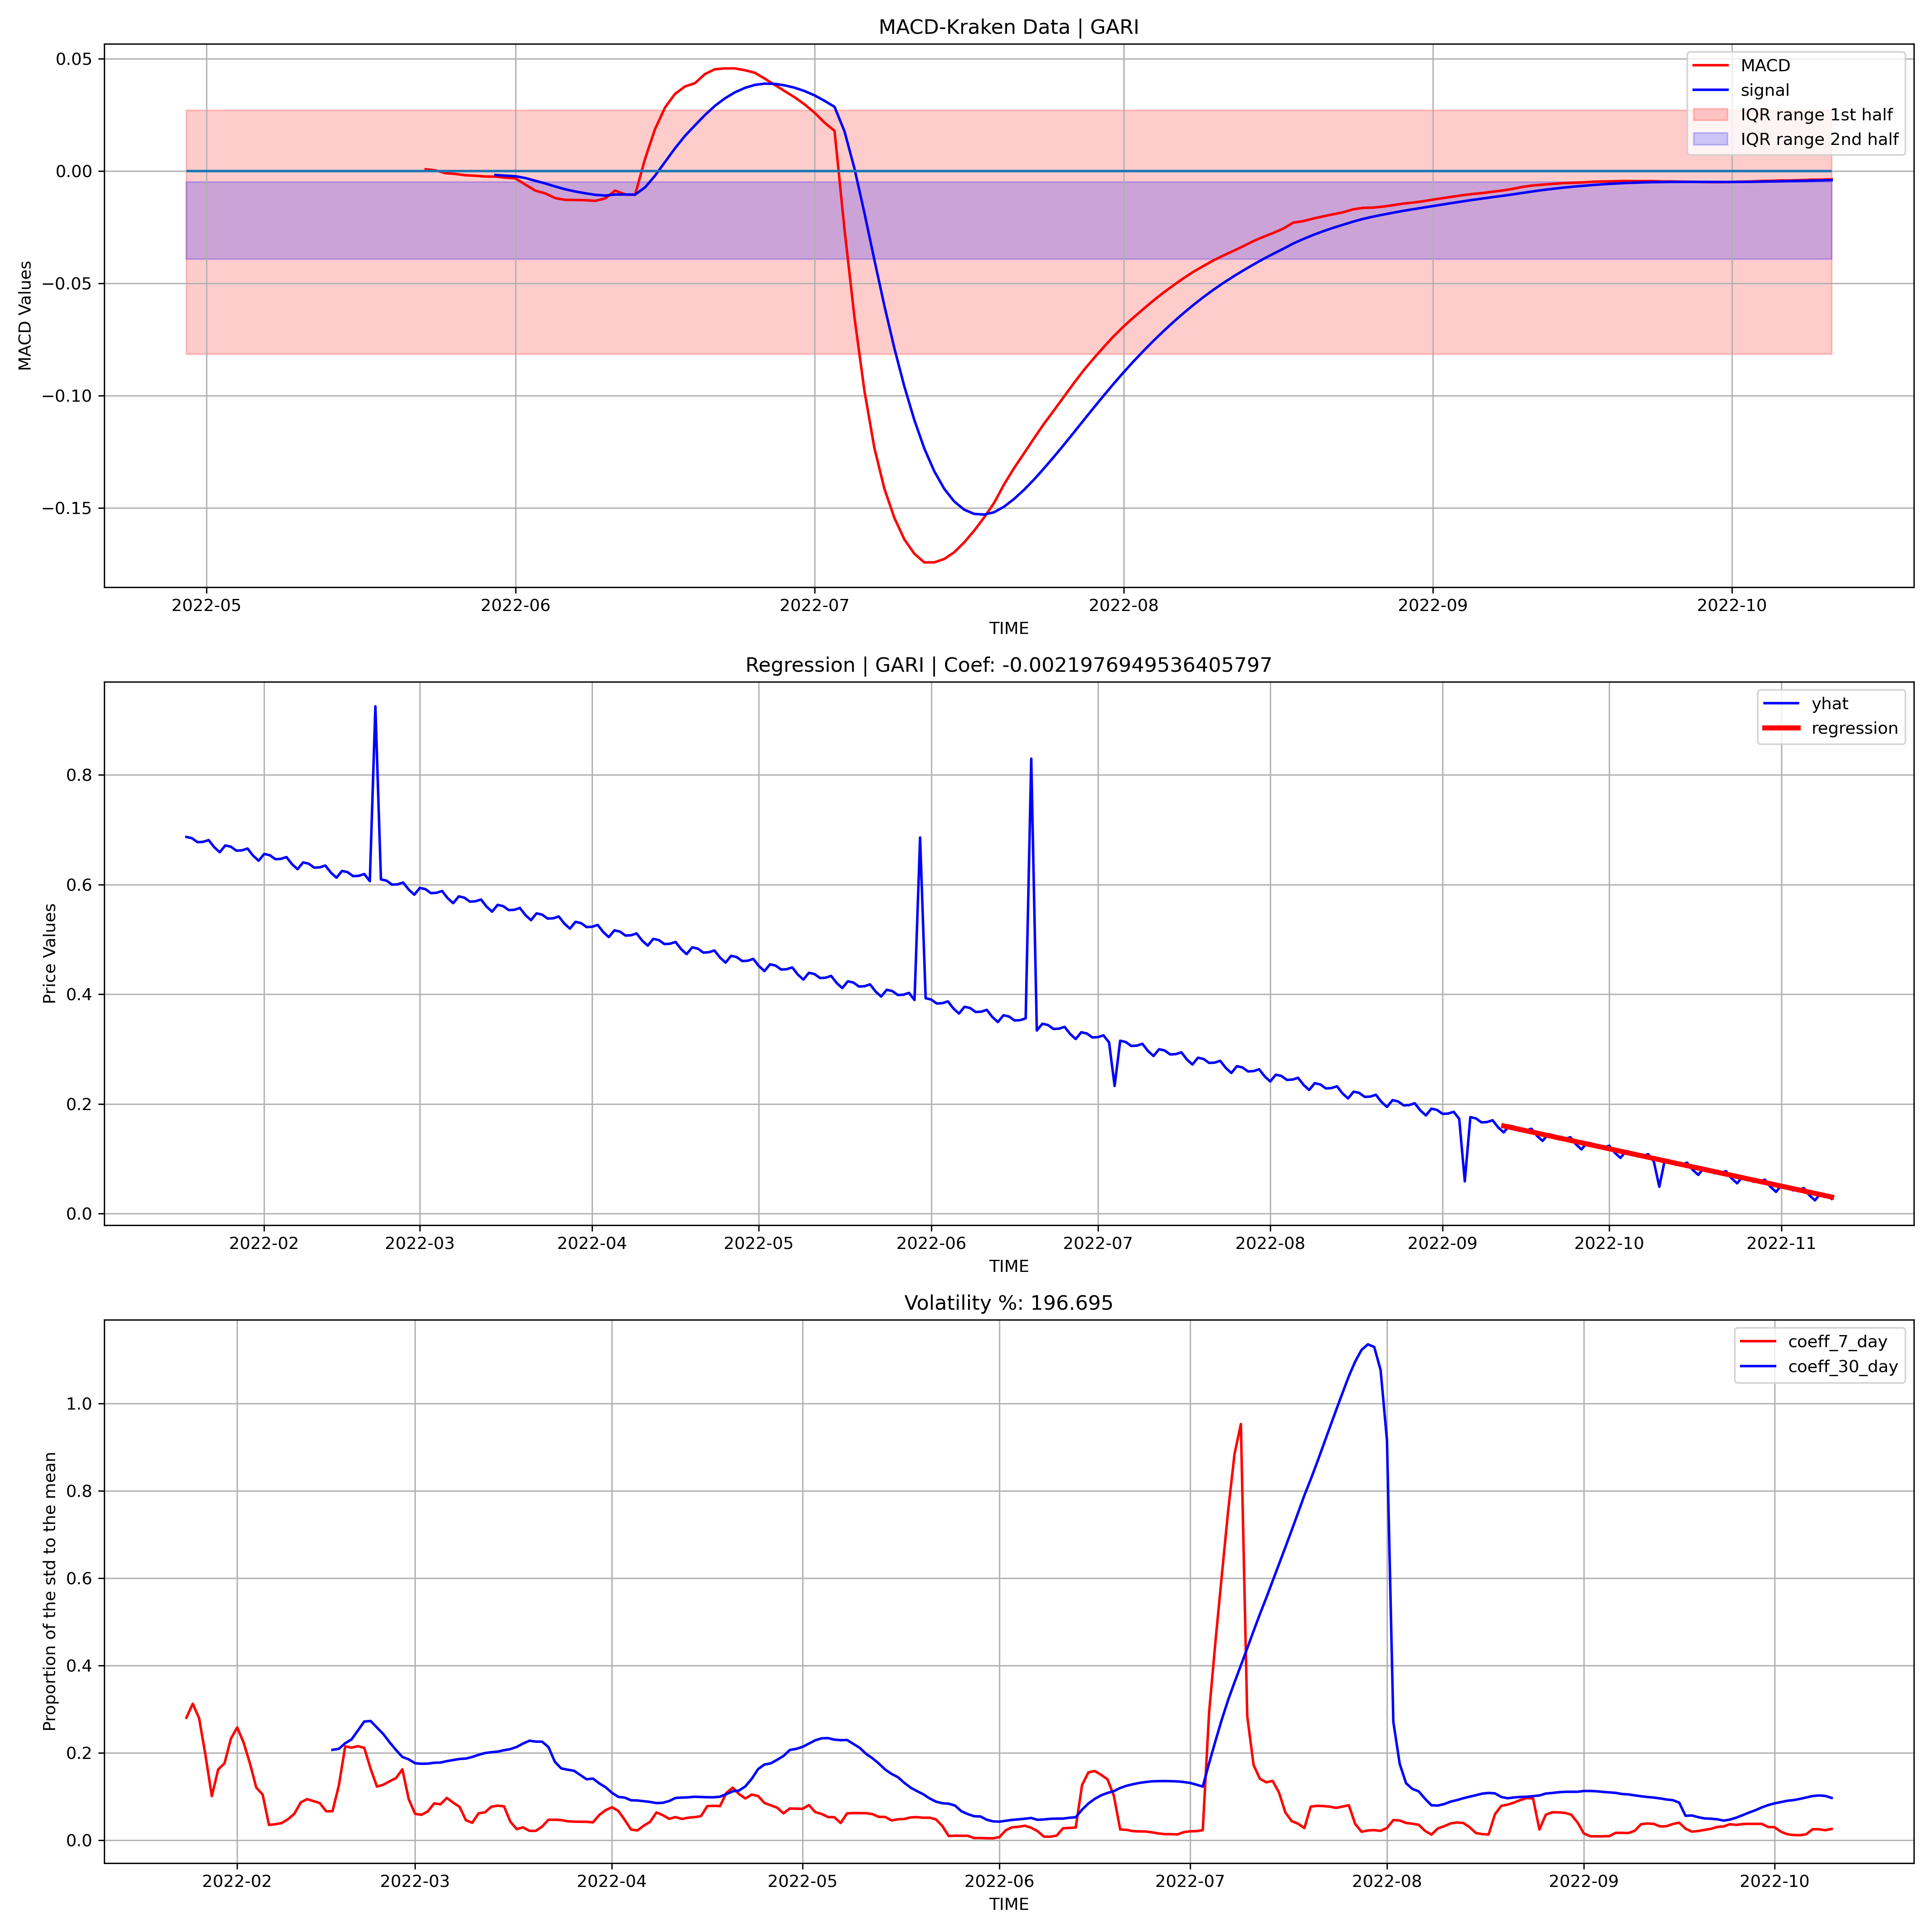 MACD-Kraken Data | GARI
MACD Values
0.05
0.00
−0.05
−0.10
−0.15
MACD
signal
IQR range 1st half
IQR range 2nd half
2022-05 2022-06 2022-07 2022-08 2022-09 2022-10
TIME
Regression | GARI | Coef: -0.0021976949536405797
Price Values
0.8
0.6
0.4
0.2
0.0
yhat
regression
2022-02 2022-03 2022-04 2022-05 2022-06 2022-07 2022-08 2022-09 2022-10 2022-11
TIME
Volatility %: 196.695
Proportion of the std to the mean
1.0
0.8
0.6
0.4
0.2
0.0
coeff_7_day
coeff_30_day
2022-02 2022-03 2022-04 2022-05 2022-06 2022-07 2022-08 2022-09 2022-10
TIME